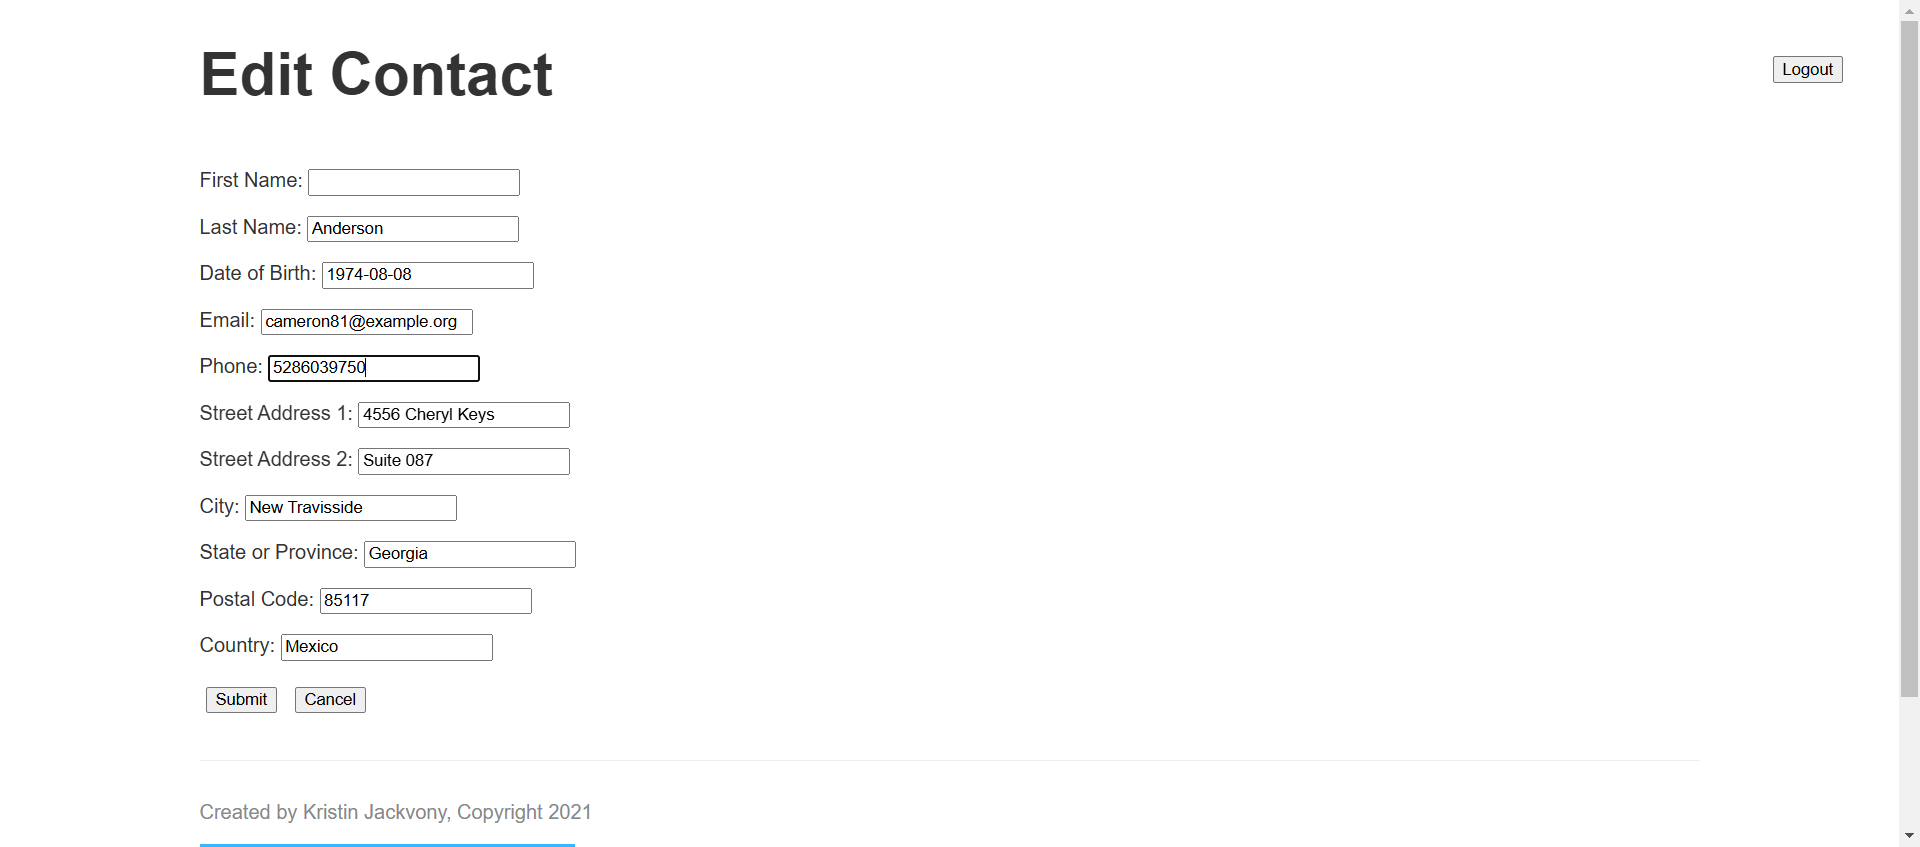 Edit Contact
Logout
First Name:
Last Name: Anderson
Date of Birth: 1974-08-08
Email: cameron81@example.org
Phone: 5286039750
Street Address 1: 4556 Cheryl Keys
Street Address 2: Suite 087
City: New Travisside
State or Province: Georgia
Postal Code: 85117
Country: Mexico
Submit Cancel
Created by Kristin Jackvony, Copyright 2021